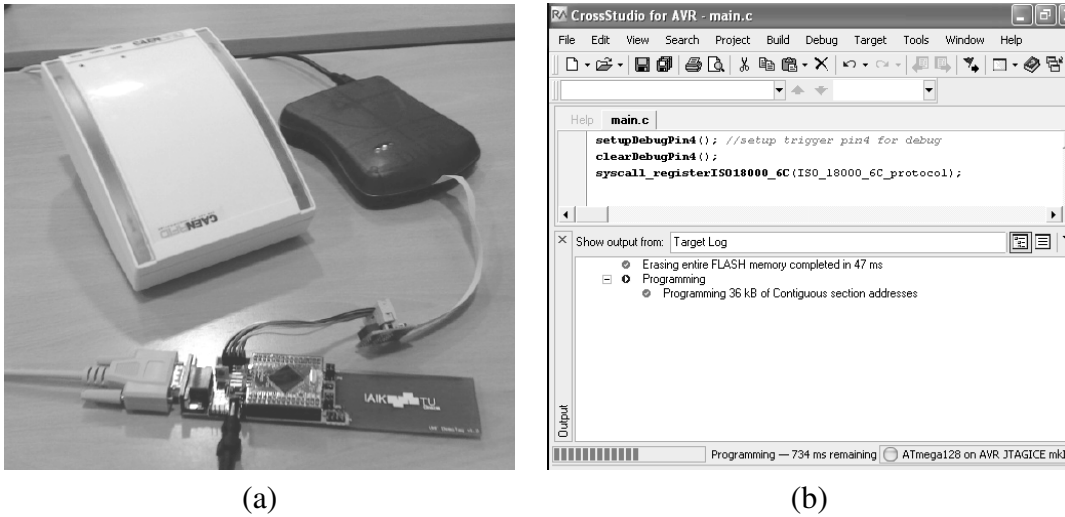 CAENRFID
IAIK TU
CrossStudio for AVR - main.c
File Edit View Search Project Build Debug Target Tools Window Help
Help main.c
setupDebugPin4(); //setup trigger pin4 for debug
clearDebugPin4();
syscall_registerISO18000_6C(ISO_18000_6C_protocol);
Show output from: Target Log
Erasing entire FLASH memory completed in 47 ms
Programming
Programming 36 kB of Contiguous section addresses
Output
Programming — 734 ms remaining ATmega128 on AVR JTAGICE mkI
(a) (b)